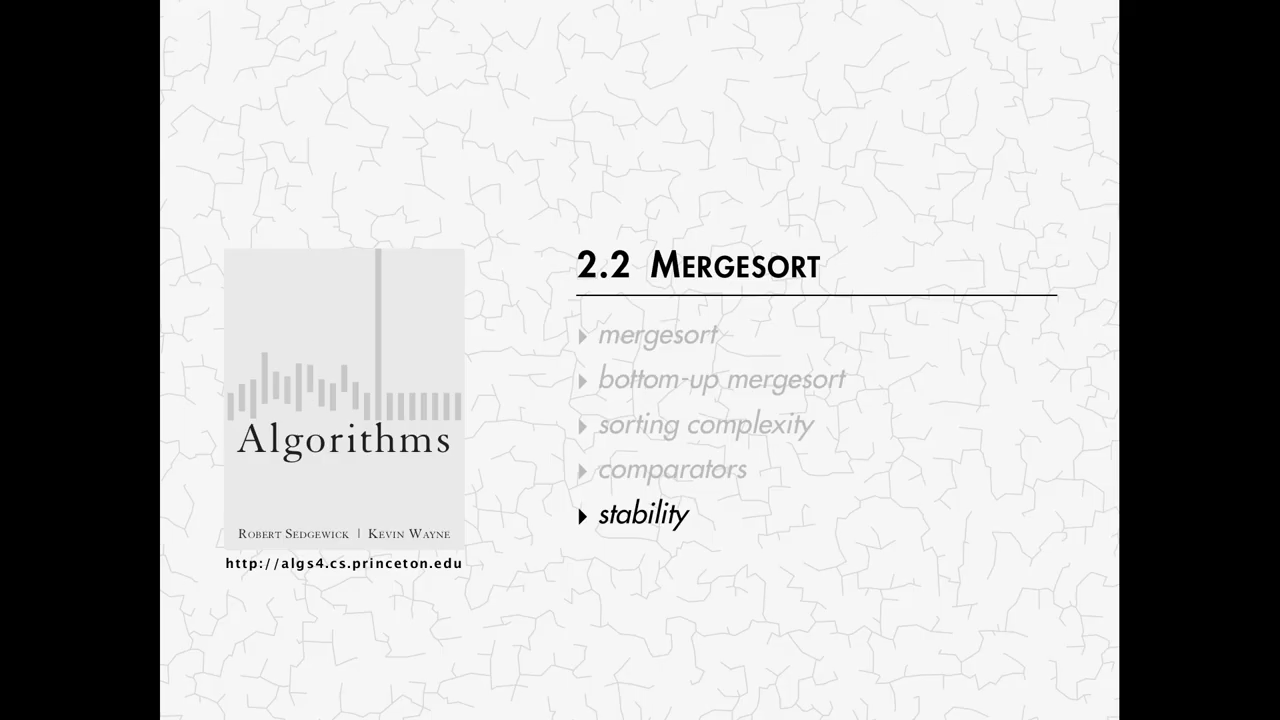 2.2 MERGESORT
mergesort
bottom-up mergesort
sorting complexity
comparators
stability
Algorithms
ROBERT SEDGEWICK | KEVIN WAYNE
http://algs4.cs.princeton.edu